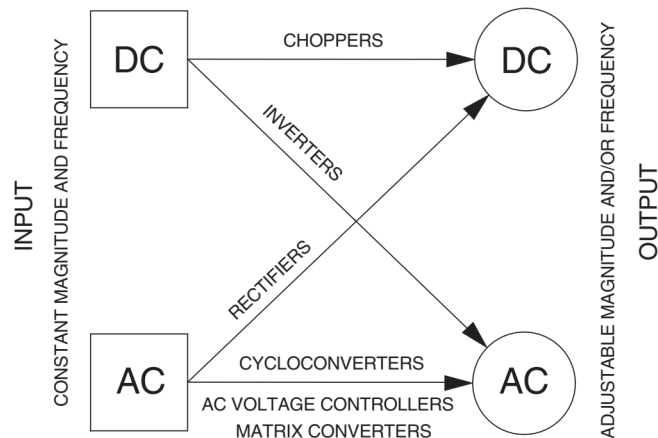 INPUT
CONSTANT MAGNITUDE AND FREQUENCY
DC
CHOPPERS
DC
INVERTERS
RECTIFIERS
AC
CYCLOCONVERTERS
AC
AC VOLTAGE CONTROLLERS
MATRIX CONVERTERS
ADJUSTABLE MAGNITUDE AND/OR FREQUENCY
OUTPUT